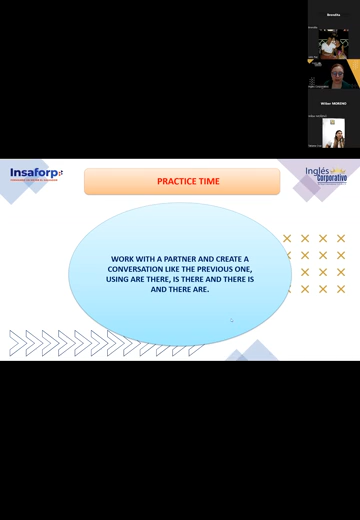 Brendita
Wilber MORENO
Insaforp
Inglés
Corporativo
PRACTICE TIME
WORK WITH A PARTNER AND CREATE A
CONVERSATION LIKE THE PREVIOUS ONE,
USING ARE THERE, IS THERE AND THERE IS
AND THERE ARE.